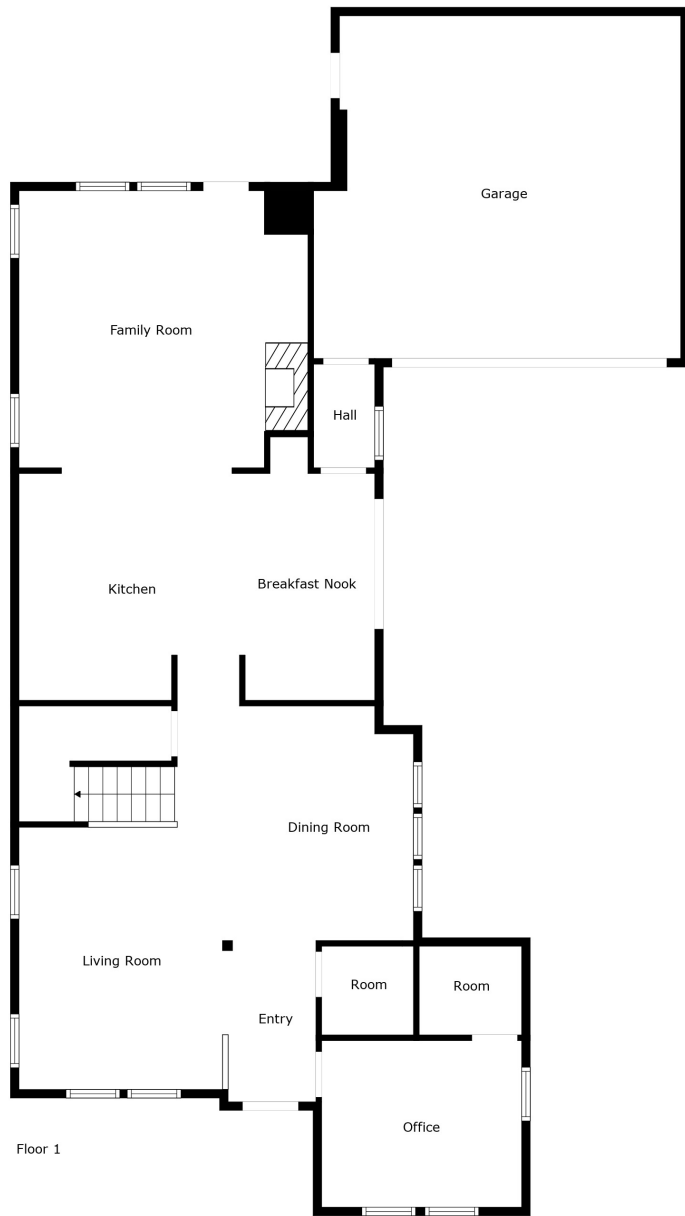 Garage
Family Room
Hall
Kitchen
Breakfast Nook
Dining Room
Living Room
Room
Room
Entry
Office
Floor 1